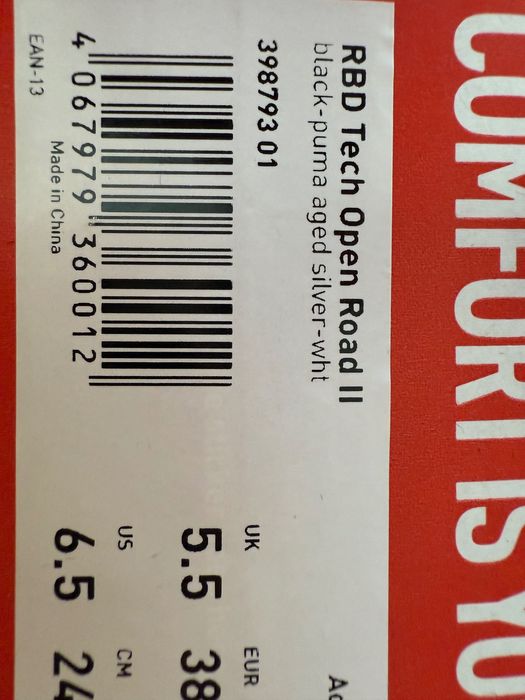 COMFORT IS YO
RBD Tech Open Road II
black-puma aged silver-wht
398793 01
4 067979 360012
EAN-13
Made in China
UK EUR
5.5 38
US CM
6.5 24